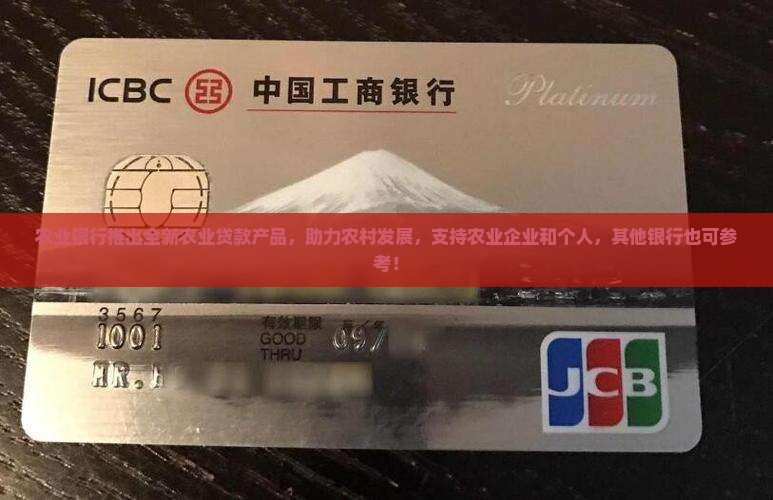 ICBC 中国工商银行 Platinum
农业银行推出全新农业贷款产品，助力农村发展，支持农业企业和个人，其他银行也可参
考！
3567
1001 有效期限
GOOD
THRU
MR.
JCB